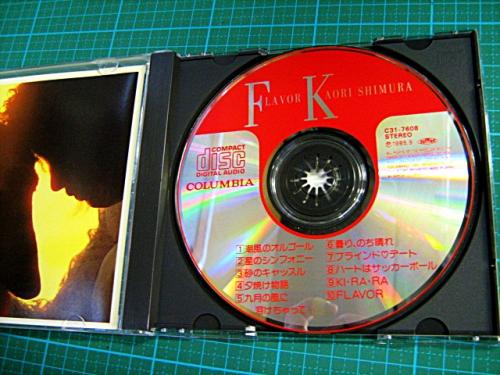 FLAVOR KAORI SHIMURA
C31-7608
STEREO
COMPACT
disc
DIGITAL AUDIO
COLUMBIA
1 潮風のオルゴール
2 星のシンフォニー
3 砂のキャッスル
4 夕焼け物語
5 九月の風に
溶けちゃって
6 曇り、のち晴れ
7 ブラインド♡デート
8 ハートはサッカーボール
9 KI・RA・RA
10 FLAVOR